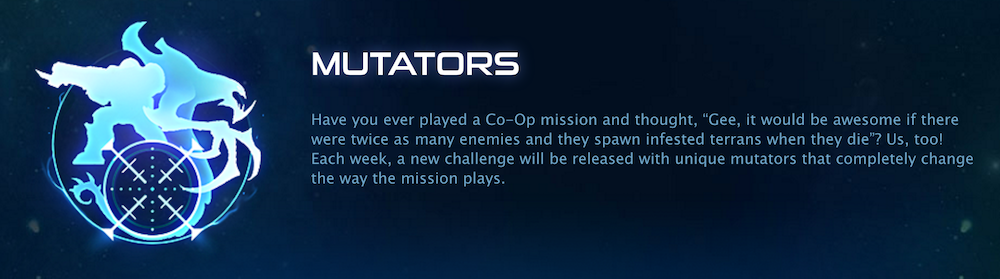 MUTATORS
Have you ever played a Co-Op mission and thought, “Gee, it would be awesome if there
were twice as many enemies and they spawn infested terrans when they die”? Us, too!
Each week, a new challenge will be released with unique mutators that completely change
the way the mission plays.